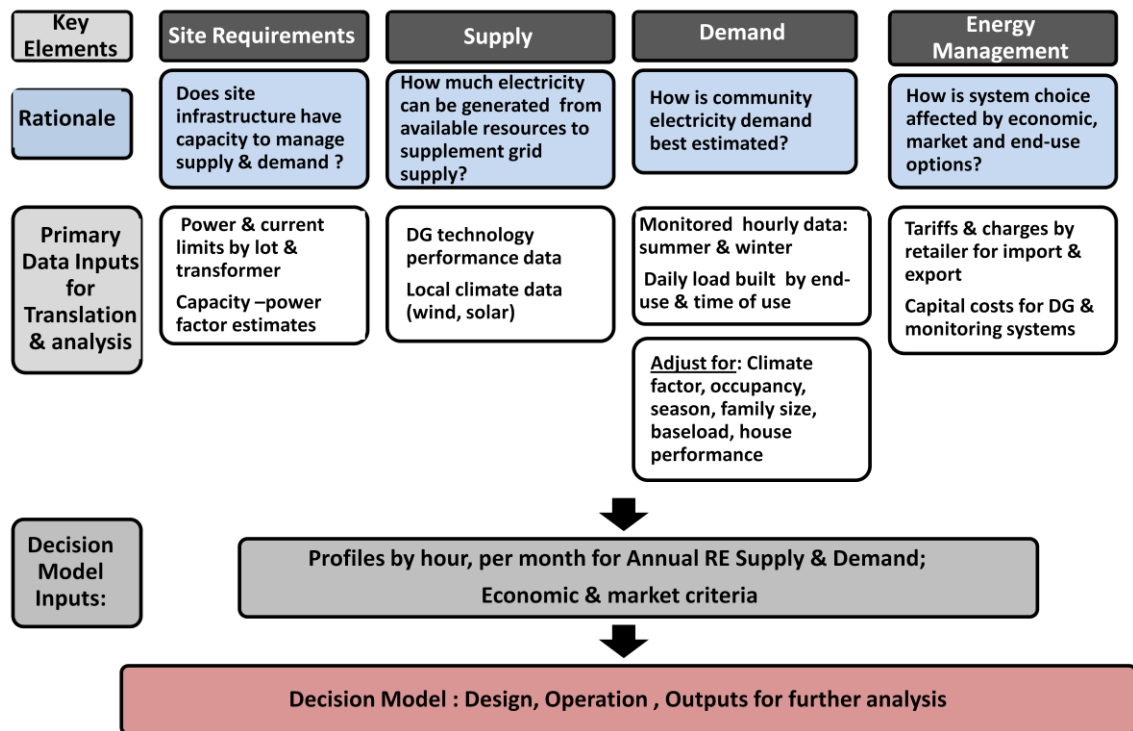 Key
Elements
Site Requirements
Supply
Demand
Energy
Management
Rationale
Does site
infrastructure have
capacity to manage
supply & demand ?
How much electricity
can be generated from
available resources to
supplement grid
supply?
How is community
electricity demand
best estimated?
How is system choice
affected by economic,
market and end-use
options?
Primary
Data Inputs
for
Translation
& analysis
Power & current
limits by lot &
transformer
Capacity –power
factor estimates
DG technology
performance data
Local climate data
(wind, solar)
Monitored hourly data:
summer & winter
Daily load built by end-
use & time of use
Tariffs & charges by
retailer for import &
export
Capital costs for DG &
monitoring systems
Adjust for: Climate
factor, occupancy,
season, family size,
baseload, house
performance
Decision
Model
Inputs:
Profiles by hour, per month for Annual RE Supply & Demand;
Economic & market criteria
Decision Model : Design, Operation , Outputs for further analysis